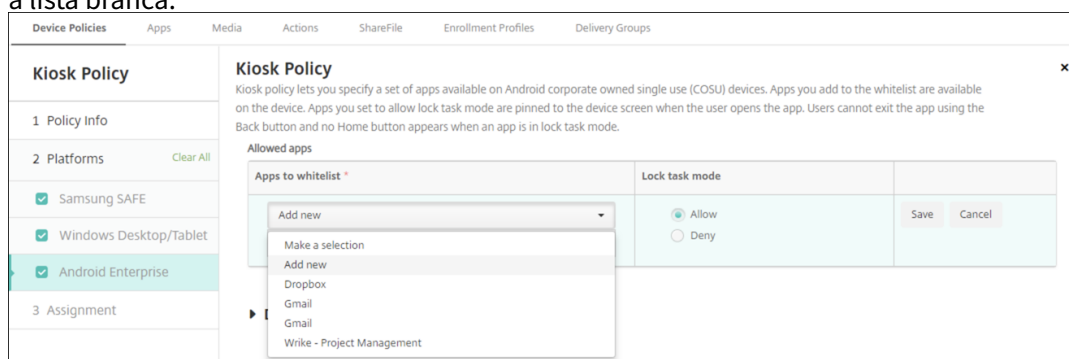 a lista branca.
Device Policies Apps Media Actions ShareFile Enrollment Profiles Delivery Groups
Kiosk Policy
1 Policy Info
2 Platforms Clear All
Samsung SAFE
Windows Desktop/Tablet
Android Enterprise
3 Assignment
Kiosk Policy
Kiosk policy lets you specify a set of apps available on Android corporate owned single use (COSU) devices. Apps you add to the whitelist are available
on the device. Apps you set to allow lock task mode are pinned to the device screen when the user opens the app. Users cannot exit the app using the
Back button and no Home button appears when an app is in lock task mode.
Allowed apps
Apps to whitelist * Lock task mode
Add new Allow Save Cancel
Deny
Make a selection
Add new
Dropbox
Gmail
Gmail
Wrike - Project Management